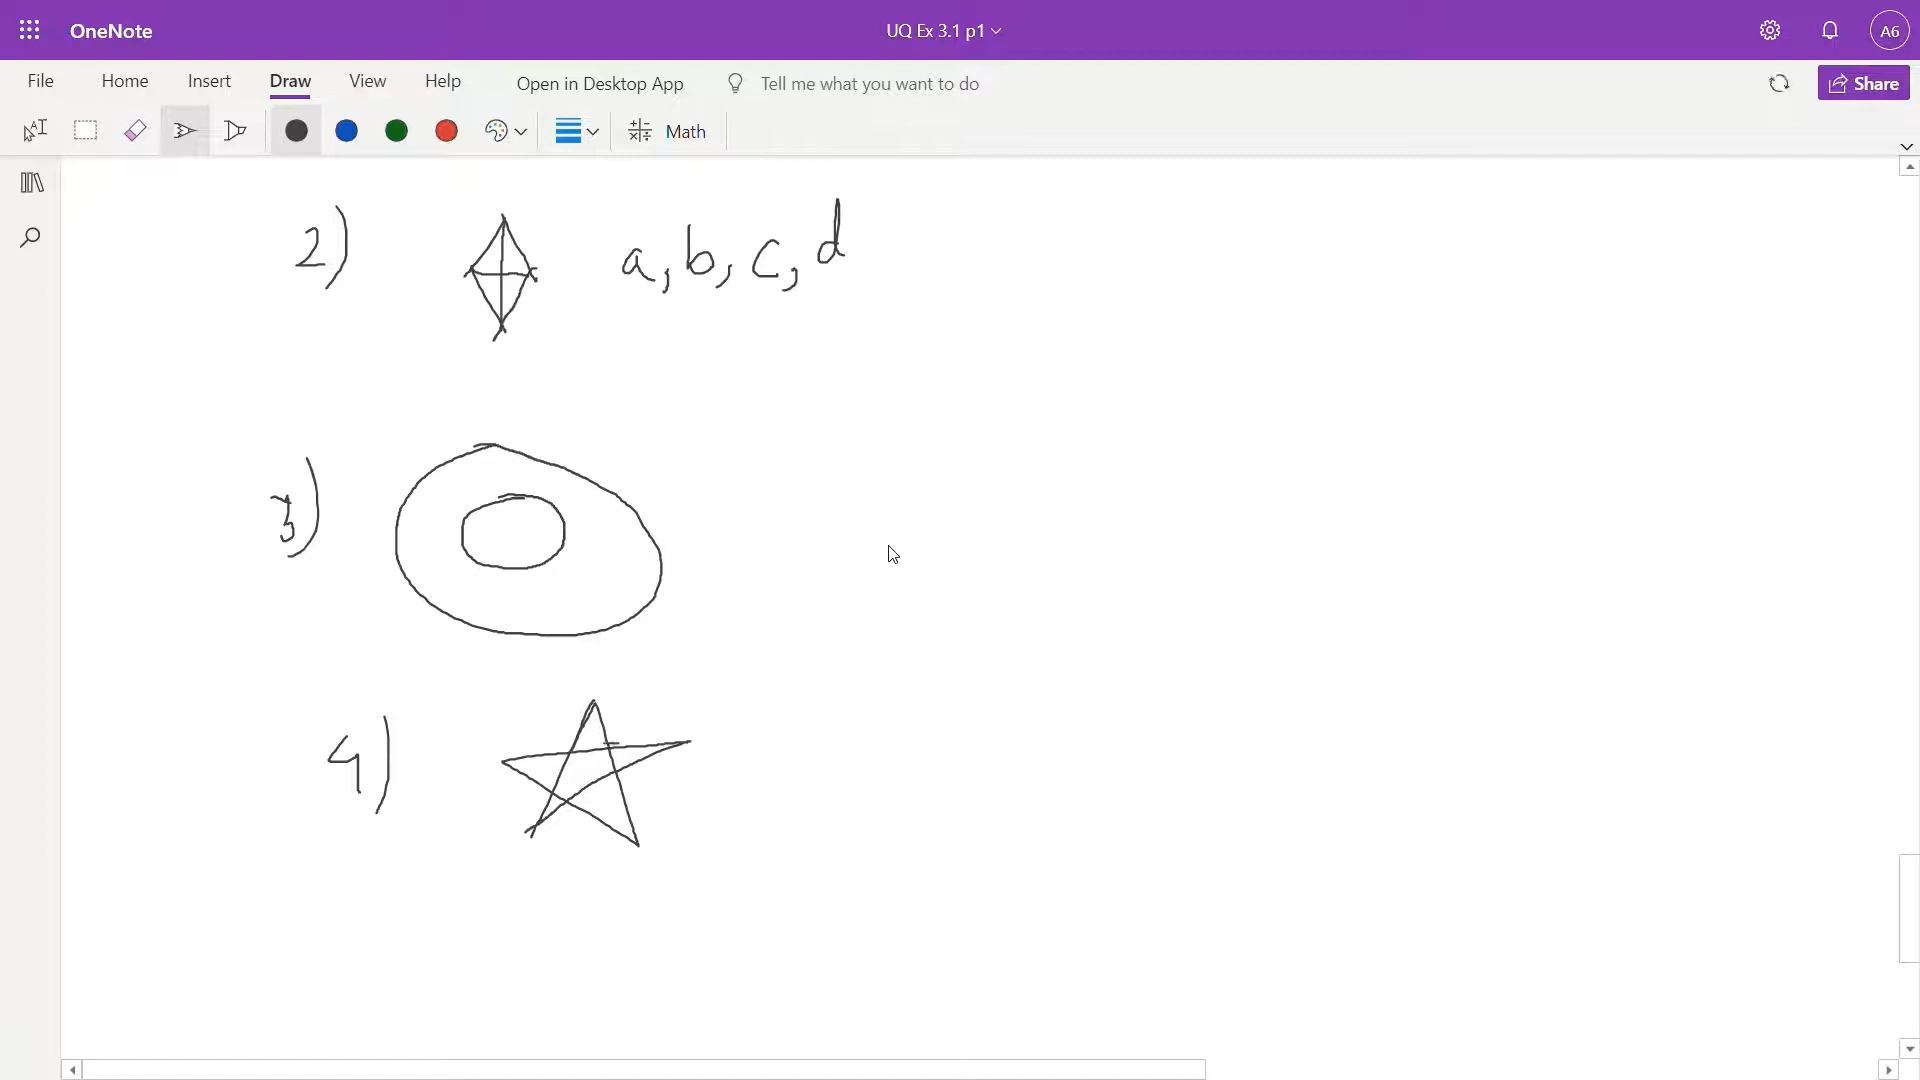 OneNote
UQ Ex 3.1 p1
A6
File Home Insert Draw View Help Open in Desktop App Tell me what you want to do
Share
Math
2) a, b, c, d
3)
4)